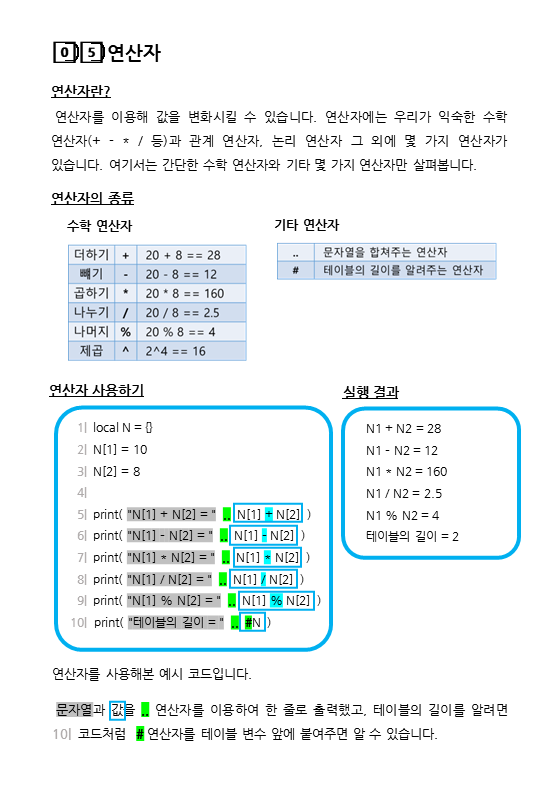 05 연산자
연산자란?
연산자를 이용해 값을 변화시킬 수 있습니다. 연산자에는 우리가 익숙한 수학
연산자(+ - * / 등)과 관계 연산자, 논리 연산자 그 외에 몇 가지 연산자가
있습니다. 여기서는 간단한 수학 연산자와 기타 몇 가지 연산자만 살펴봅니다.
연산자의 종류
수학 연산자
더하기 + 20 + 8 == 28
빼기 - 20 - 8 == 12
곱하기 * 20 * 8 == 160
나누기 / 20 / 8 == 2.5
나머지 % 20 % 8 == 4
제곱 ^ 2^4 == 16
기타 연산자
.. 문자열을 합쳐주는 연산자
# 테이블의 길이를 알려주는 연산자
연산자 사용하기
1| local N = {}
2| N[1] = 10
3| N[2] = 8
4|
5| print( "N[1] + N[2] = " .. N[1] + N[2] )
6| print( "N[1] - N[2] = " .. N[1] - N[2] )
7| print( "N[1] * N[2] = " .. N[1] * N[2] )
8| print( "N[1] / N[2] = " .. N[1] / N[2] )
9| print( "N[1] % N[2] = " .. N[1] % N[2] )
10| print( "테이블의 길이 = " .. #N )
실행 결과
N1 + N2 = 28
N1 - N2 = 12
N1 * N2 = 160
N1 / N2 = 2.5
N1 % N2 = 4
테이블의 길이 = 2
연산자를 사용해본 예시 코드입니다.
문자열과 값을 .. 연산자를 이용하여 한 줄로 출력했고, 테이블의 길이를 알려면
10| 코드처럼 # 연산자를 테이블 변수 앞에 붙여주면 알 수 있습니다.